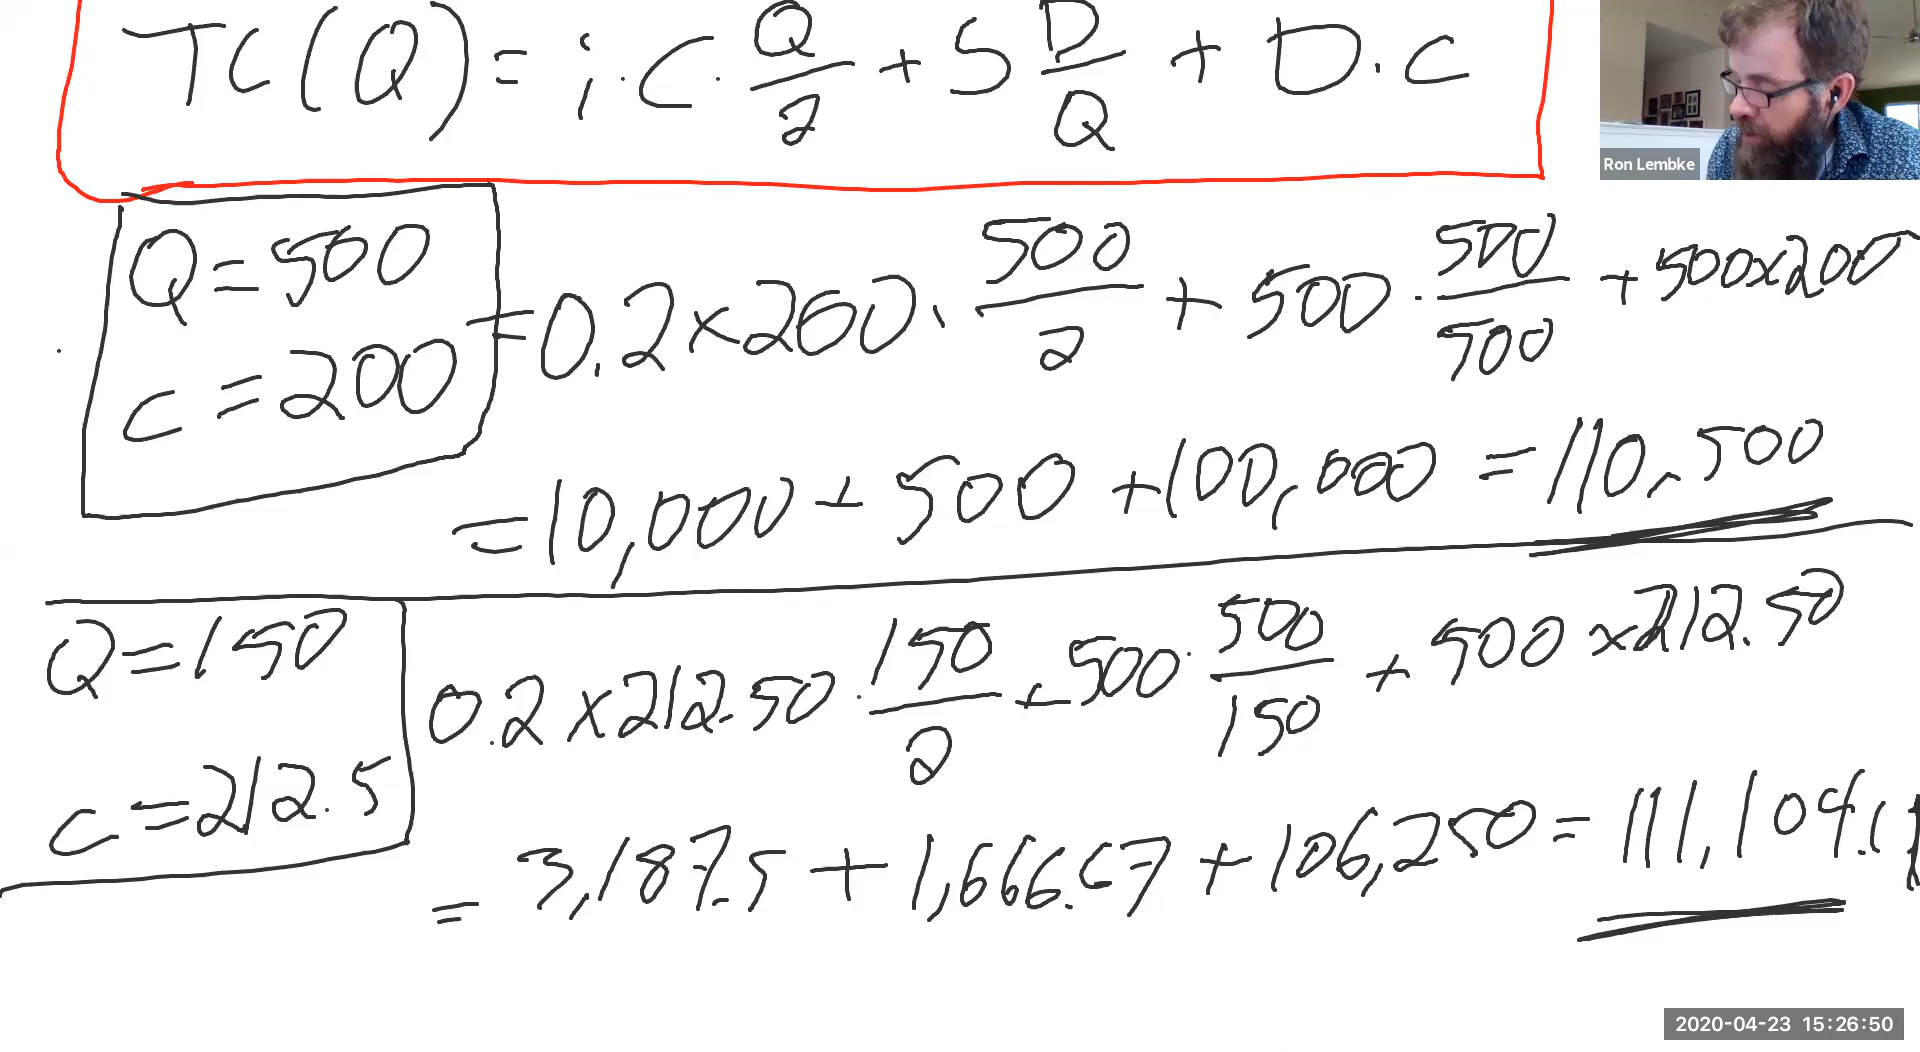 TC(Q) = i · C · Q/2 + S D/Q + D · C
Ron Lembke
Q = 500
C = 200
= 0.2 x 200 · 500/2 + 500 · 500/500 + 500 x 200
= 10,000 + 500 + 100,000 = 110,500
Q = 150
C = 212.5
0.2 x 212.50 · 150/2 + 500 · 500/150 + 500 x 212.50
= 3,187.5 + 1,666.67 + 106,250 = 111,104.1
2020-04-23 15:26:50